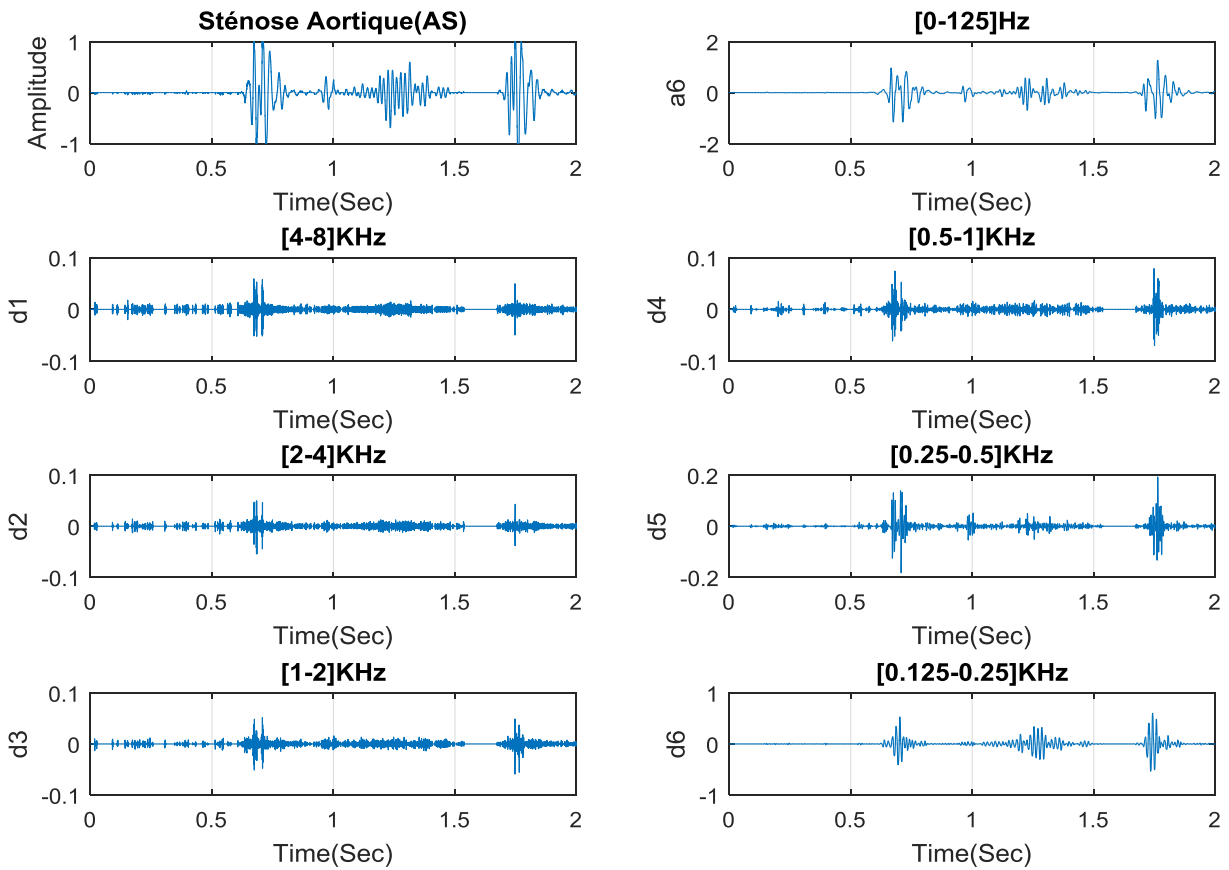 Sténose Aortique(AS)
Amplitude
1
0
-1
0 0.5 1 1.5 2
Time(Sec)
[0-125]Hz
a6
2
0
-2
0 0.5 1 1.5 2
Time(Sec)
[4-8]KHz
d1
0.1
0
-0.1
0 0.5 1 1.5 2
Time(Sec)
[0.5-1]KHz
d4
0.1
0
-0.1
0 0.5 1 1.5 2
Time(Sec)
[2-4]KHz
d2
0.1
0
-0.1
0 0.5 1 1.5 2
Time(Sec)
[0.25-0.5]KHz
d5
0.2
0
-0.2
0 0.5 1 1.5 2
Time(Sec)
[1-2]KHz
d3
0.1
0
-0.1
0 0.5 1 1.5 2
Time(Sec)
[0.125-0.25]KHz
d6
1
0
-1
0 0.5 1 1.5 2
Time(Sec)